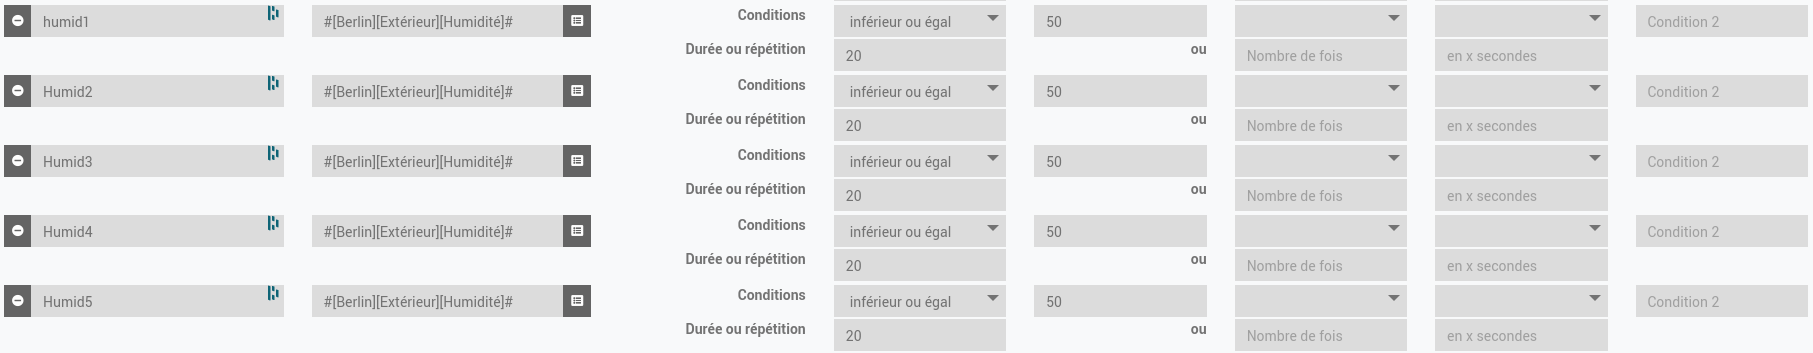 humid1 #[Berlin][Extérieur][Humidité]# Conditions inférieur ou égal 50 Condition 2
Durée ou répétition 20 ou Nombre de fois en x secondes
Humid2 #[Berlin][Extérieur][Humidité]# Conditions inférieur ou égal 50 Condition 2
Durée ou répétition 20 ou Nombre de fois en x secondes
Humid3 #[Berlin][Extérieur][Humidité]# Conditions inférieur ou égal 50 Condition 2
Durée ou répétition 20 ou Nombre de fois en x secondes
Humid4 #[Berlin][Extérieur][Humidité]# Conditions inférieur ou égal 50 Condition 2
Durée ou répétition 20 ou Nombre de fois en x secondes
Humid5 #[Berlin][Extérieur][Humidité]# Conditions inférieur ou égal 50 Condition 2
Durée ou répétition 20 ou Nombre de fois en x secondes